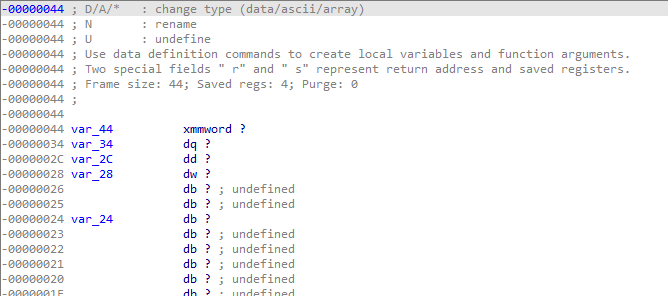 -00000044 ; D/A/*   : change type (data/ascii/array)
-00000044 ; N       : rename
-00000044 ; U       : undefine
-00000044 ; Use data definition commands to create local variables and function arguments.
-00000044 ; Two special fields " r" and " s" represent return address and saved registers.
-00000044 ; Frame size: 44; Saved regs: 4; Purge: 0
-00000044 ;
-00000044
-00000044 var_44          xmmword ?
-00000034 var_34          dq ?
-0000002C var_2C          dd ?
-00000028 var_28          dw ?
-00000026                 db ? ; undefined
-00000025                 db ? ; undefined
-00000024 var_24          db ?
-00000023                 db ? ; undefined
-00000022                 db ? ; undefined
-00000021                 db ? ; undefined
-00000020                 db ? ; undefined
-0000001F                 db ? ; undefined